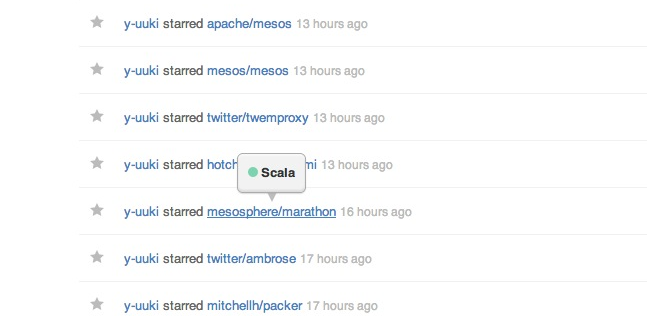 y-uuki starred apache/mesos 13 hours ago
y-uuki starred mesos/mesos 13 hours ago
y-uuki starred twitter/twemproxy 13 hours ago
y-uuki starred 13 hours ago
Scala
y-uuki starred mesosphere/marathon 16 hours ago
y-uuki starred twitter/ambrose 17 hours ago
y-uuki starred mitchellh/packer 17 hours ago